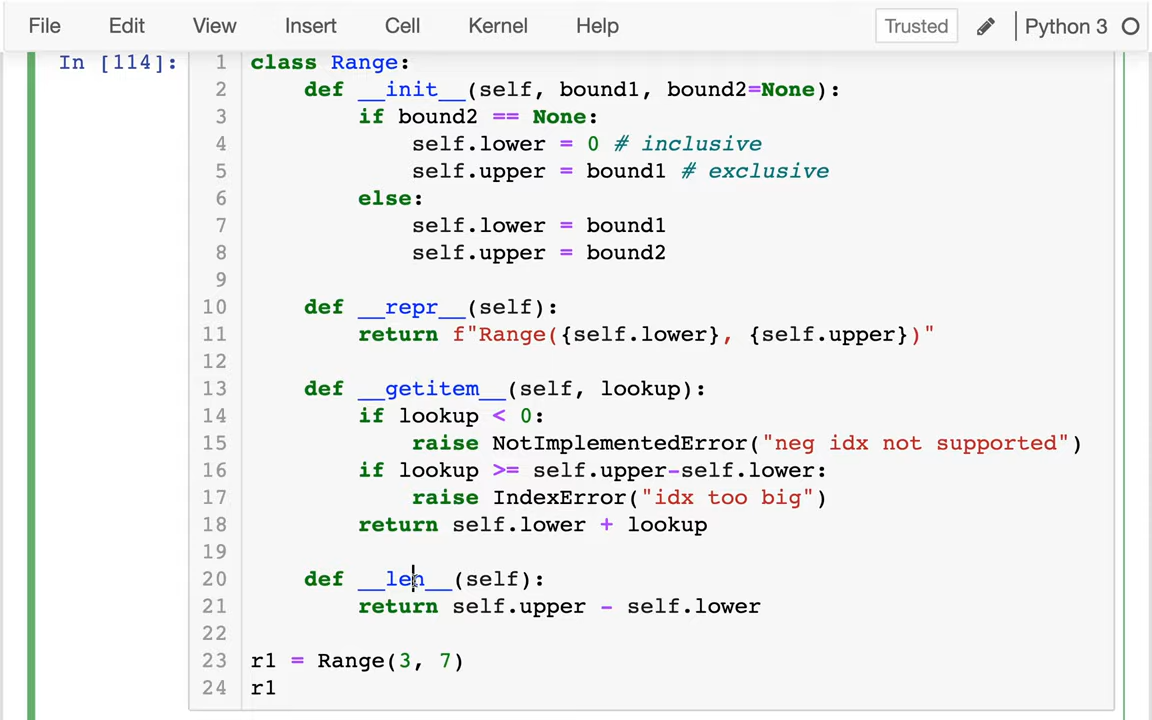 File Edit View Insert Cell Kernel Help Trusted Python 3
In [114]:
1 class Range:
2     def __init__(self, bound1, bound2=None):
3         if bound2 == None:
4             self.lower = 0 # inclusive
5             self.upper = bound1 # exclusive
6         else:
7             self.lower = bound1
8             self.upper = bound2
9
10     def __repr__(self):
11         return f"Range({self.lower}, {self.upper})"
12
13     def __getitem__(self, lookup):
14         if lookup < 0:
15             raise NotImplementedError("neg idx not supported")
16         if lookup >= self.upper-self.lower:
17             raise IndexError("idx too big")
18         return self.lower + lookup
19
20     def __len__(self):
21         return self.upper - self.lower
22
23 r1 = Range(3, 7)
24 r1